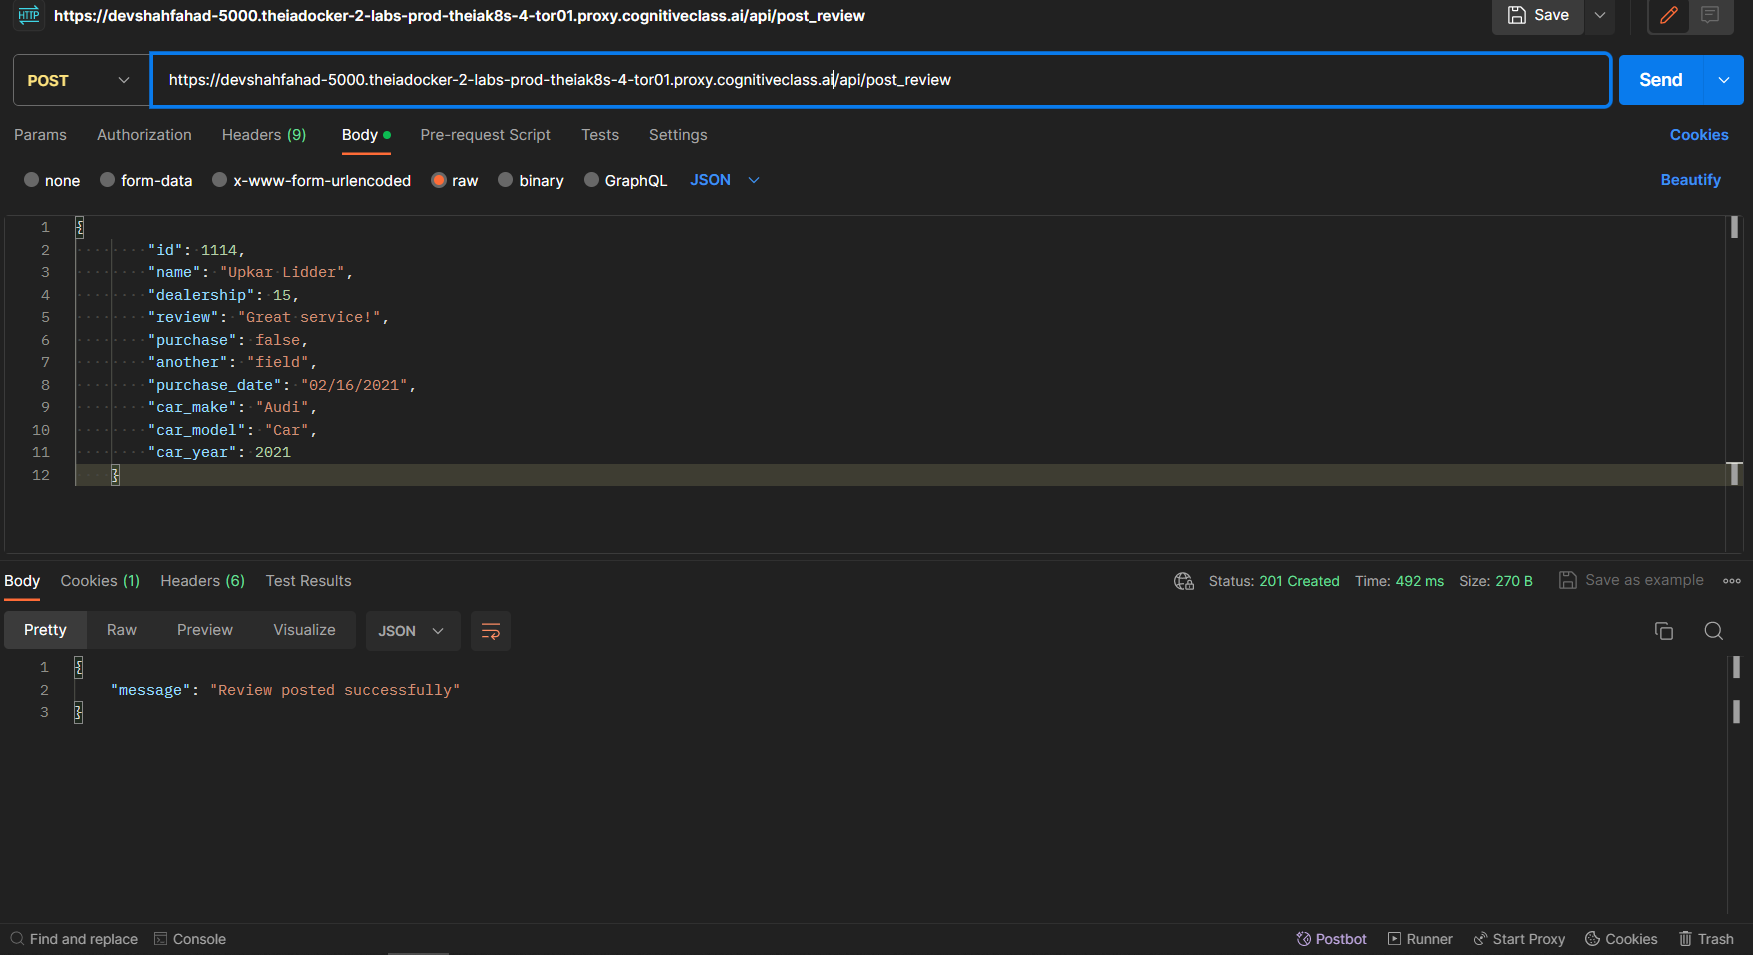 HTTP https://devshahfahad-5000.theiadocker-2-labs-prod-theiak8s-4-tor01.proxy.cognitiveclass.ai/api/post_review Save
POST https://devshahfahad-5000.theiadocker-2-labs-prod-theiak8s-4-tor01.proxy.cognitiveclass.ai/api/post_review Send
Params Authorization Headers (9) Body Pre-request Script Tests Settings Cookies
none form-data x-www-form-urlencoded raw binary GraphQL JSON Beautify
1 {
2 "id": 1114,
3 "name": "Upkar Lidder",
4 "dealership": 15,
5 "review": "Great service!",
6 "purchase": false,
7 "another": "field",
8 "purchase_date": "02/16/2021",
9 "car_make": "Audi",
10 "car_model": "Car",
11 "car_year": 2021
12 }
Body Cookies (1) Headers (6) Test Results Status: 201 Created Time: 492 ms Size: 270 B Save as example
Pretty Raw Preview Visualize JSON
1 {
2 "message": "Review posted successfully"
3 }
Find and replace Console Postbot Runner Start Proxy Cookies Trash